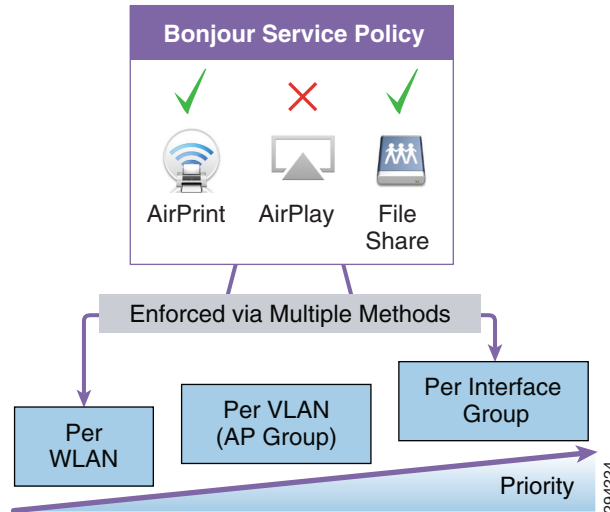 Bonjour Service Policy
AirPrint
AirPlay
File
Share
Enforced via Multiple Methods
Per
WLAN
Per VLAN
(AP Group)
Per Interface
Group
Priority
294224